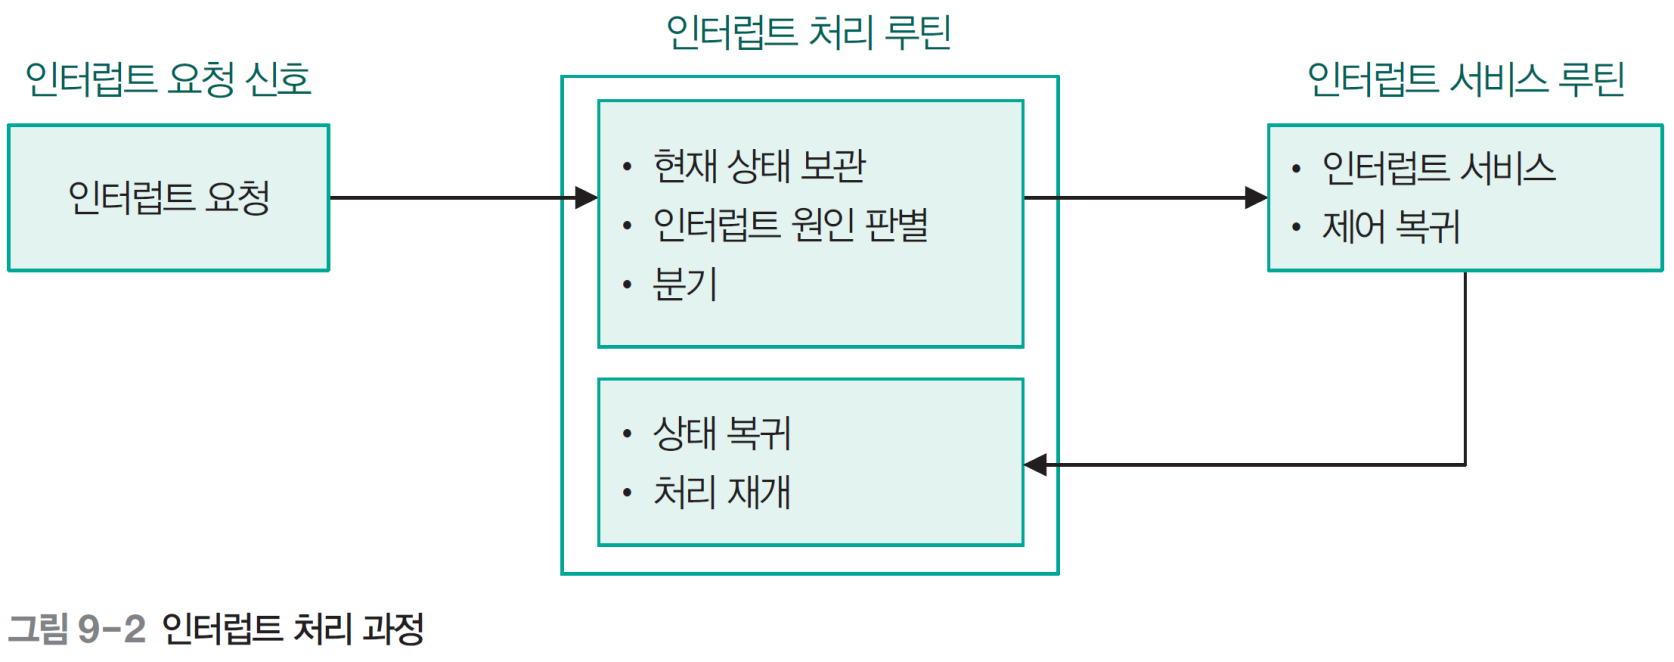 인터럽트 요청 신호
인터럽트 요청
인터럽트 처리 루틴
• 현재 상태 보관
• 인터럽트 원인 판별
• 분기
• 상태 복귀
• 처리 재개
인터럽트 서비스 루틴
• 인터럽트 서비스
• 제어 복귀
그림 9-2 인터럽트 처리 과정